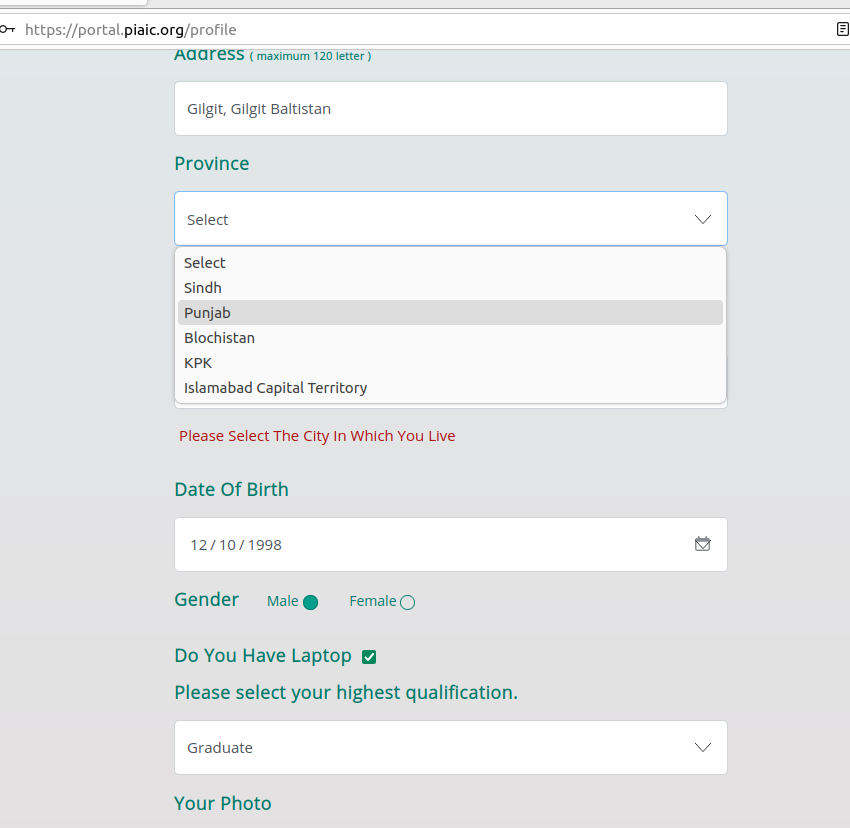 https://portal.piaic.org/profile
Address ( maximum 120 letter )
Gilgit, Gilgit Baltistan
Province
Select
Select
Sindh
Punjab
Blochistan
KPK
Islamabad Capital Territory
Please Select The City In Which You Live
Date Of Birth
12 / 10 / 1998
Gender Male Female
Do You Have Laptop
Please select your highest qualification.
Graduate
Your Photo